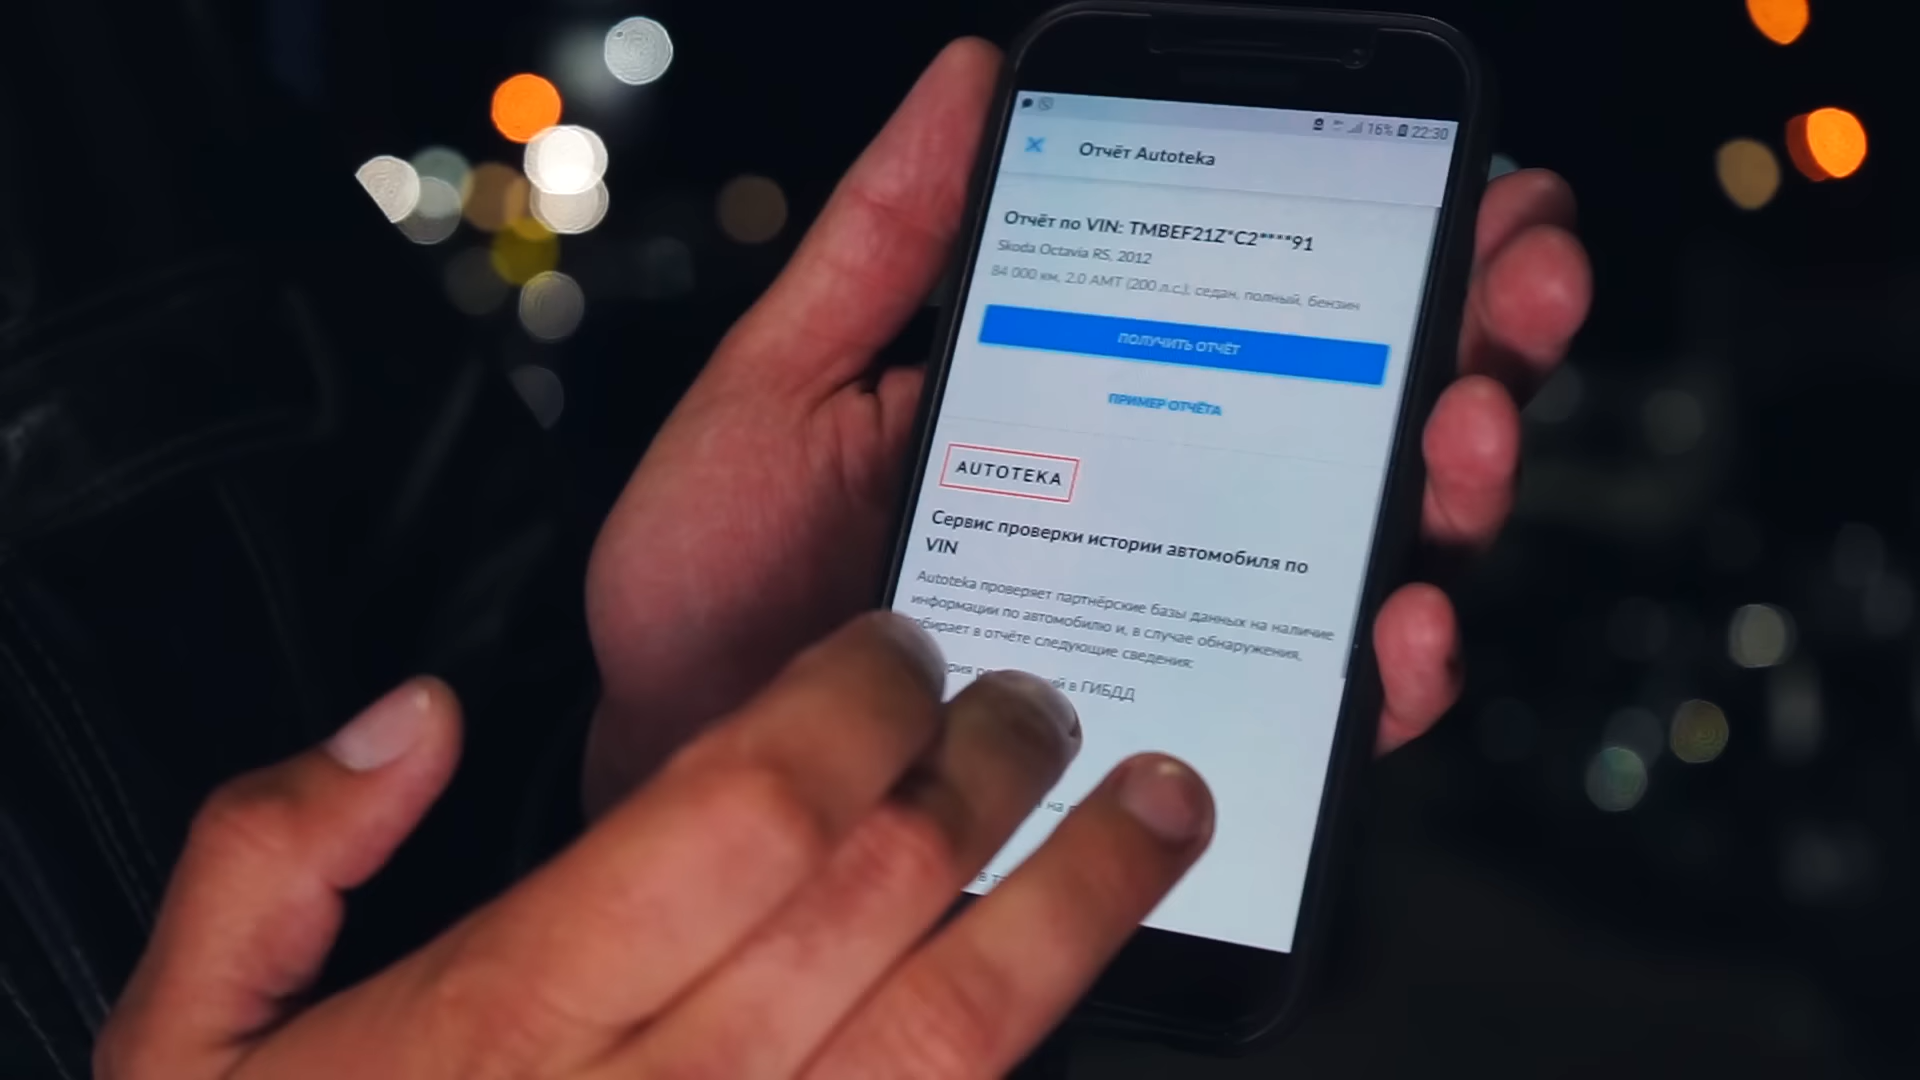 16% 22:30
Отчёт Autoteka
Отчёт по VIN: TMBEF21Z*C2****91
Skoda Octavia RS, 2012
84 000 км, 2.0 AMT (200 л.с.), седан, полный, бензин
ПОЛУЧИТЬ ОТЧЁТ
ПРИМЕР ОТЧЁТА
AUTOTEKA
Сервис проверки истории автомобиля по
VIN
Autoteka проверяет партнёрские базы данных на наличие
информации по автомобилю и, в случае обнаружения,
собирает в отчёте следующие сведения:
в ГИБДД
на
в